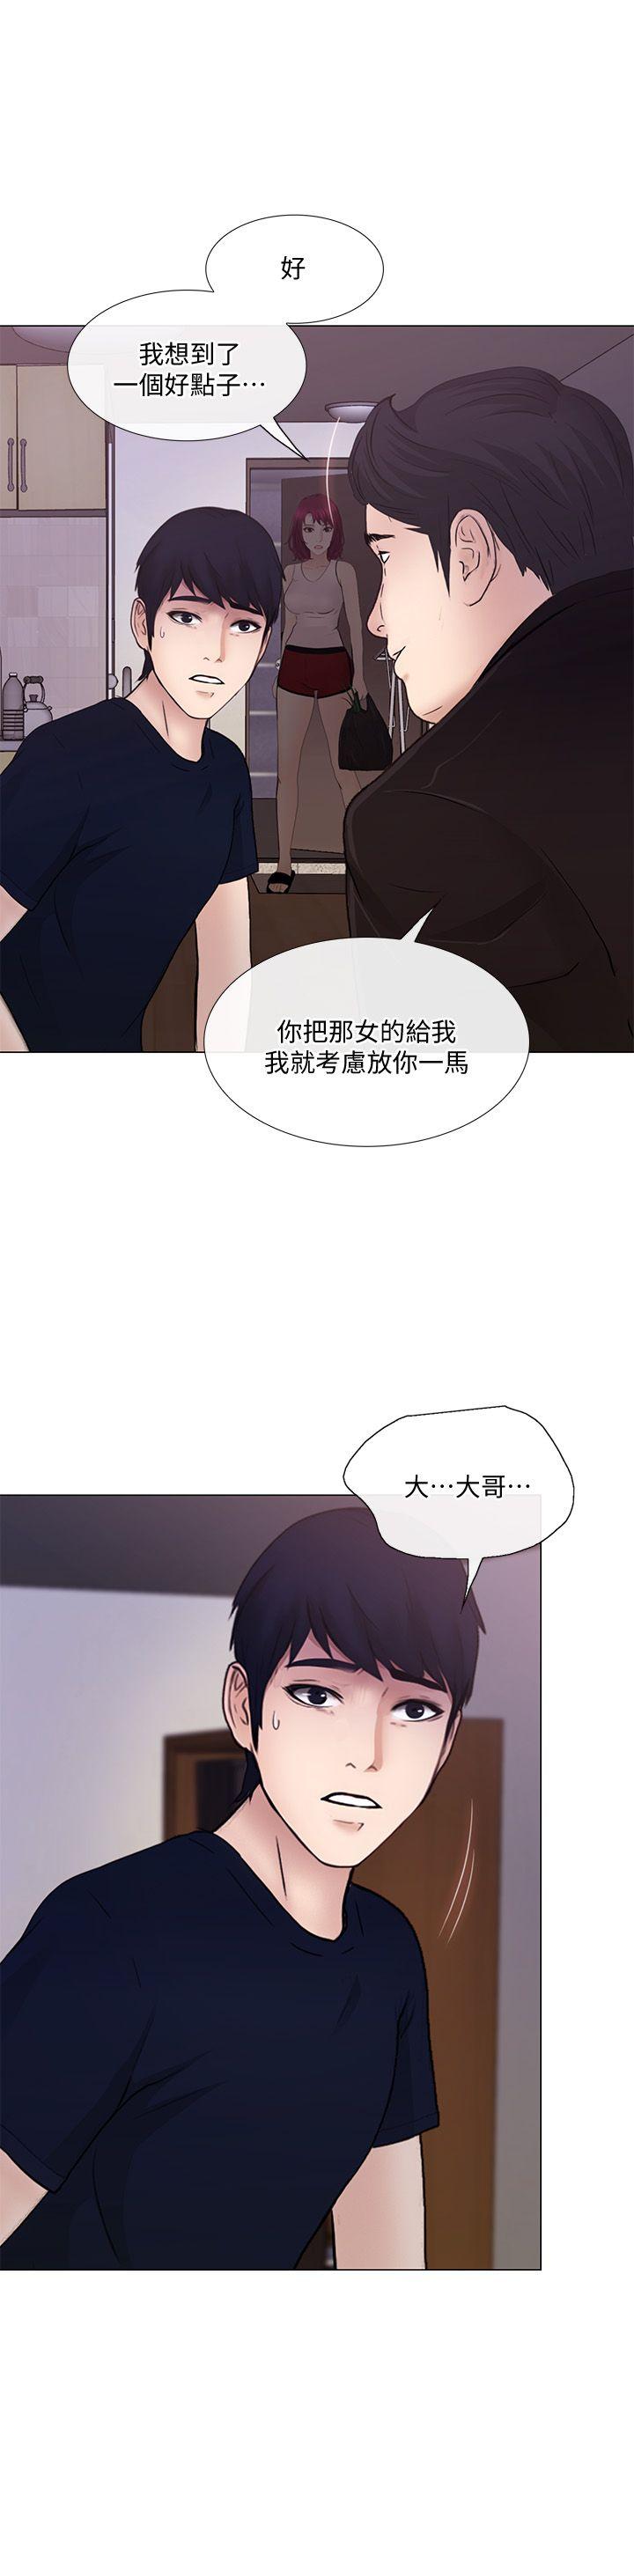 好
我想到了
一個好點子…
你把那女的給我
我就考慮放你一馬
大…大哥…